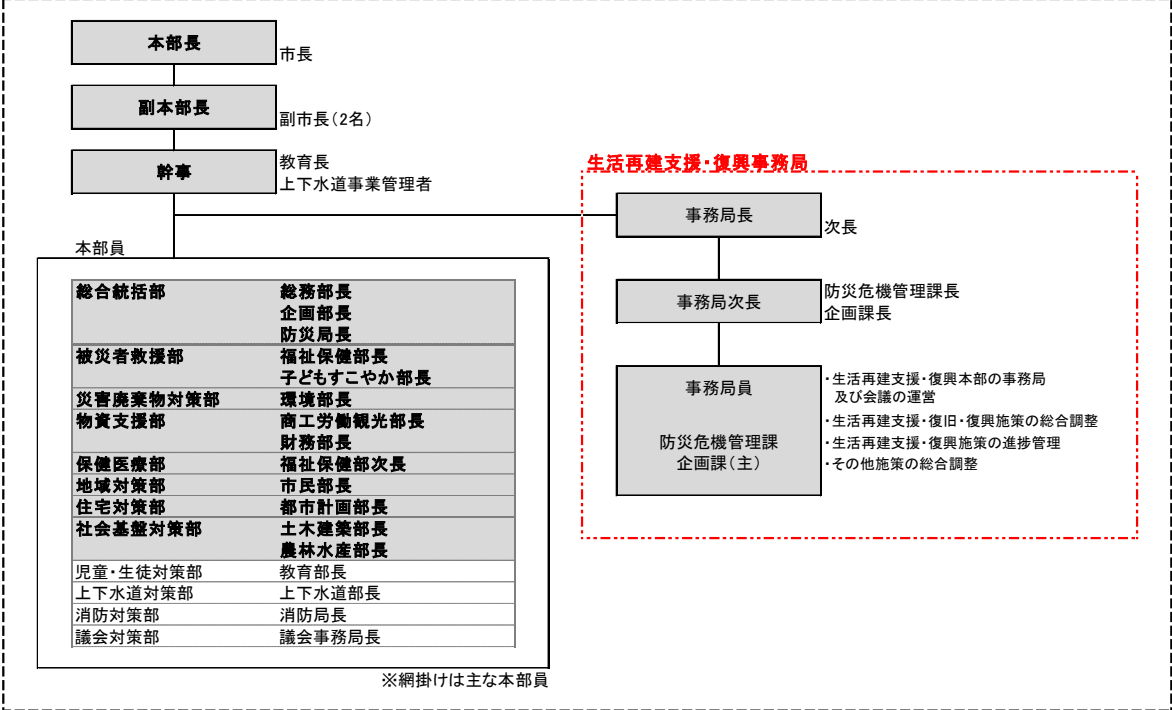 本部長
市長
副本部長
副市長(2名)
幹事
教育長
上下水道事業管理者
本部員
総合統括部 総務部長
企画部長
防災局長
被災者救援部 福祉保健部長
子どもすこやか部長
災害廃棄物対策部 環境部長
物資支援部 商工労働観光部長
財務部長
保健医療部 福祉保健部次長
地域対策部 市民部長
住宅対策部 都市計画部長
社会基盤対策部 土木建築部長
農林水産部長
児童・生徒対策部 教育部長
上下水道対策部 上下水道部長
消防対策部 消防局長
議会対策部 議会事務局長
※網掛けは主な本部員
生活再建支援・復興事務局
事務局長
次長
事務局次長
防災危機管理課長
企画課長
事務局員
防災危機管理課
企画課(主)
・生活再建支援・復興本部の事務局
及び会議の運営
・生活再建支援・復旧・復興施策の総合調整
・生活再建支援・復興施策の進捗管理
・その他施策の総合調整